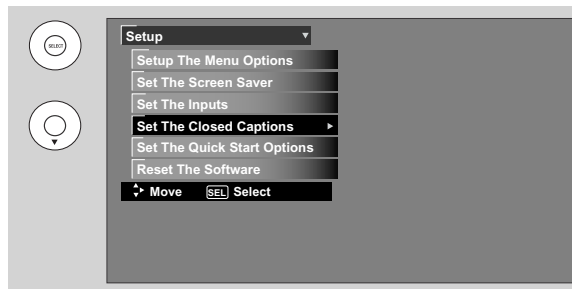 SELECT
Setup
Setup The Menu Options
Set The Screen Saver
Set The Inputs
Set The Closed Captions
Set The Quick Start Options
Reset The Software
Move SEL Select